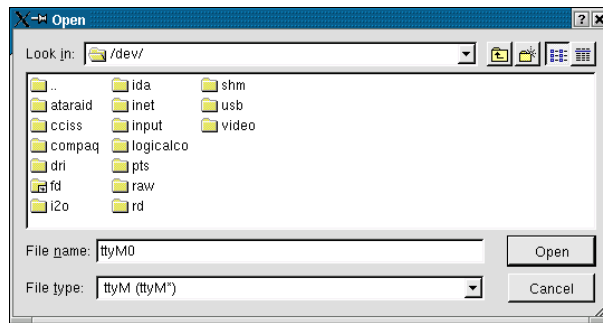 Open
Look in: /dev/
.. ida shm
ataraid inet usb
cciss input video
compaq logicalco
dri pts
fd raw
i2o rd
File name: ttyM0 Open
File type: ttyM (ttyM*) Cancel